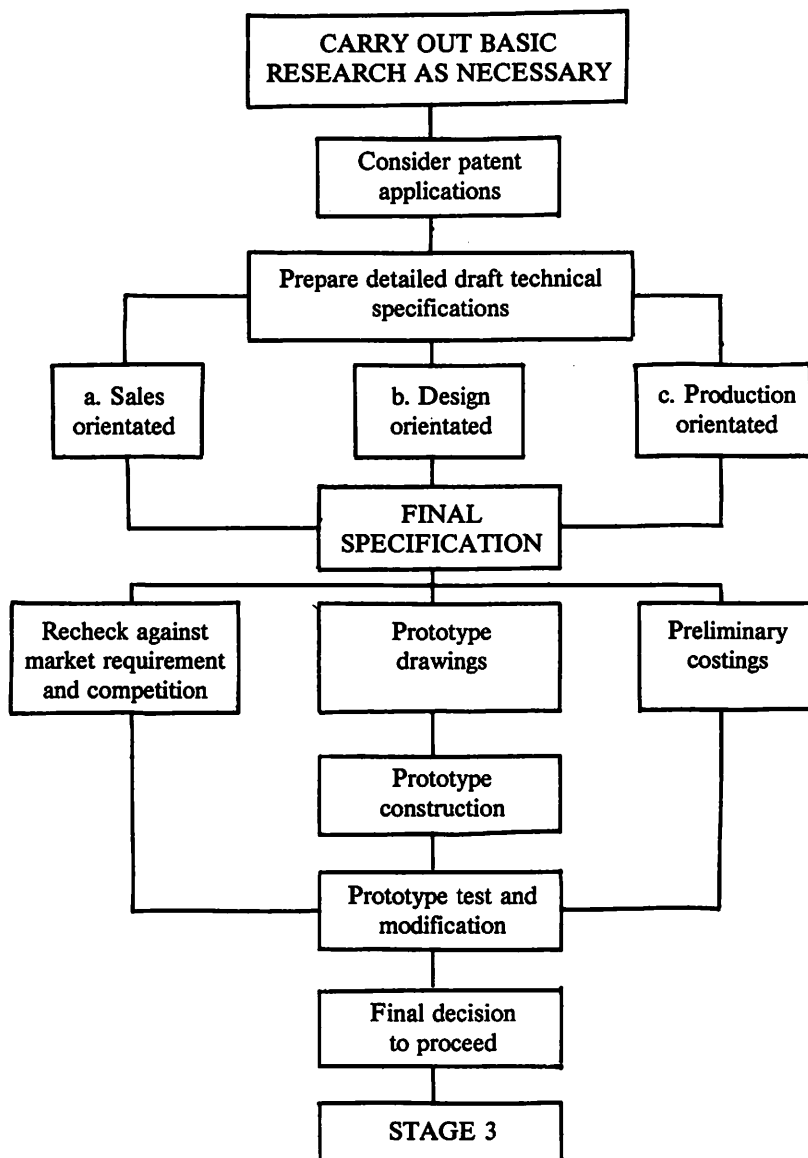 CARRY OUT BASIC
RESEARCH AS NECESSARY
Consider patent
applications
Prepare detailed draft technical
specifications
a. Sales
orientated
b. Design
orientated
c. Production
orientated
FINAL
SPECIFICATION
Recheck against
market requirement
and competition
Prototype
drawings
Preliminary
costings
Prototype
construction
Prototype test and
modification
Final decision
to proceed
STAGE 3